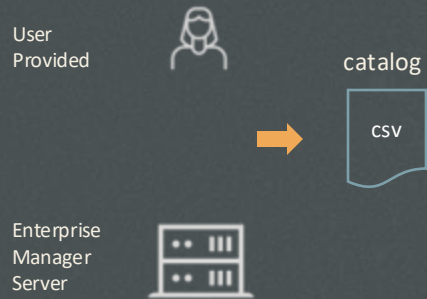 User
Provided
catalog
csv
Enterprise
Manager
Server